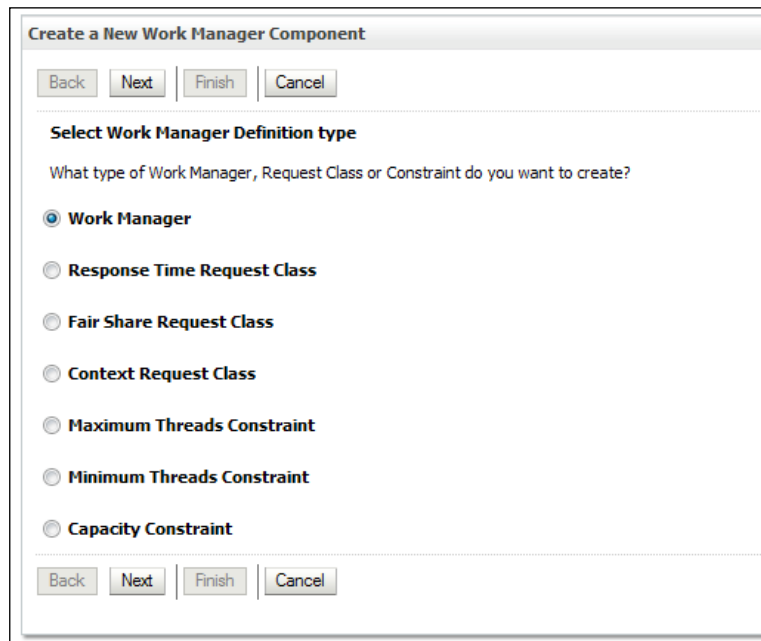 Create a New Work Manager Component
Back Next Finish Cancel
Select Work Manager Definition type
What type of Work Manager, Request Class or Constraint do you want to create?
Work Manager
Response Time Request Class
Fair Share Request Class
Context Request Class
Maximum Threads Constraint
Minimum Threads Constraint
Capacity Constraint
Back Next Finish Cancel